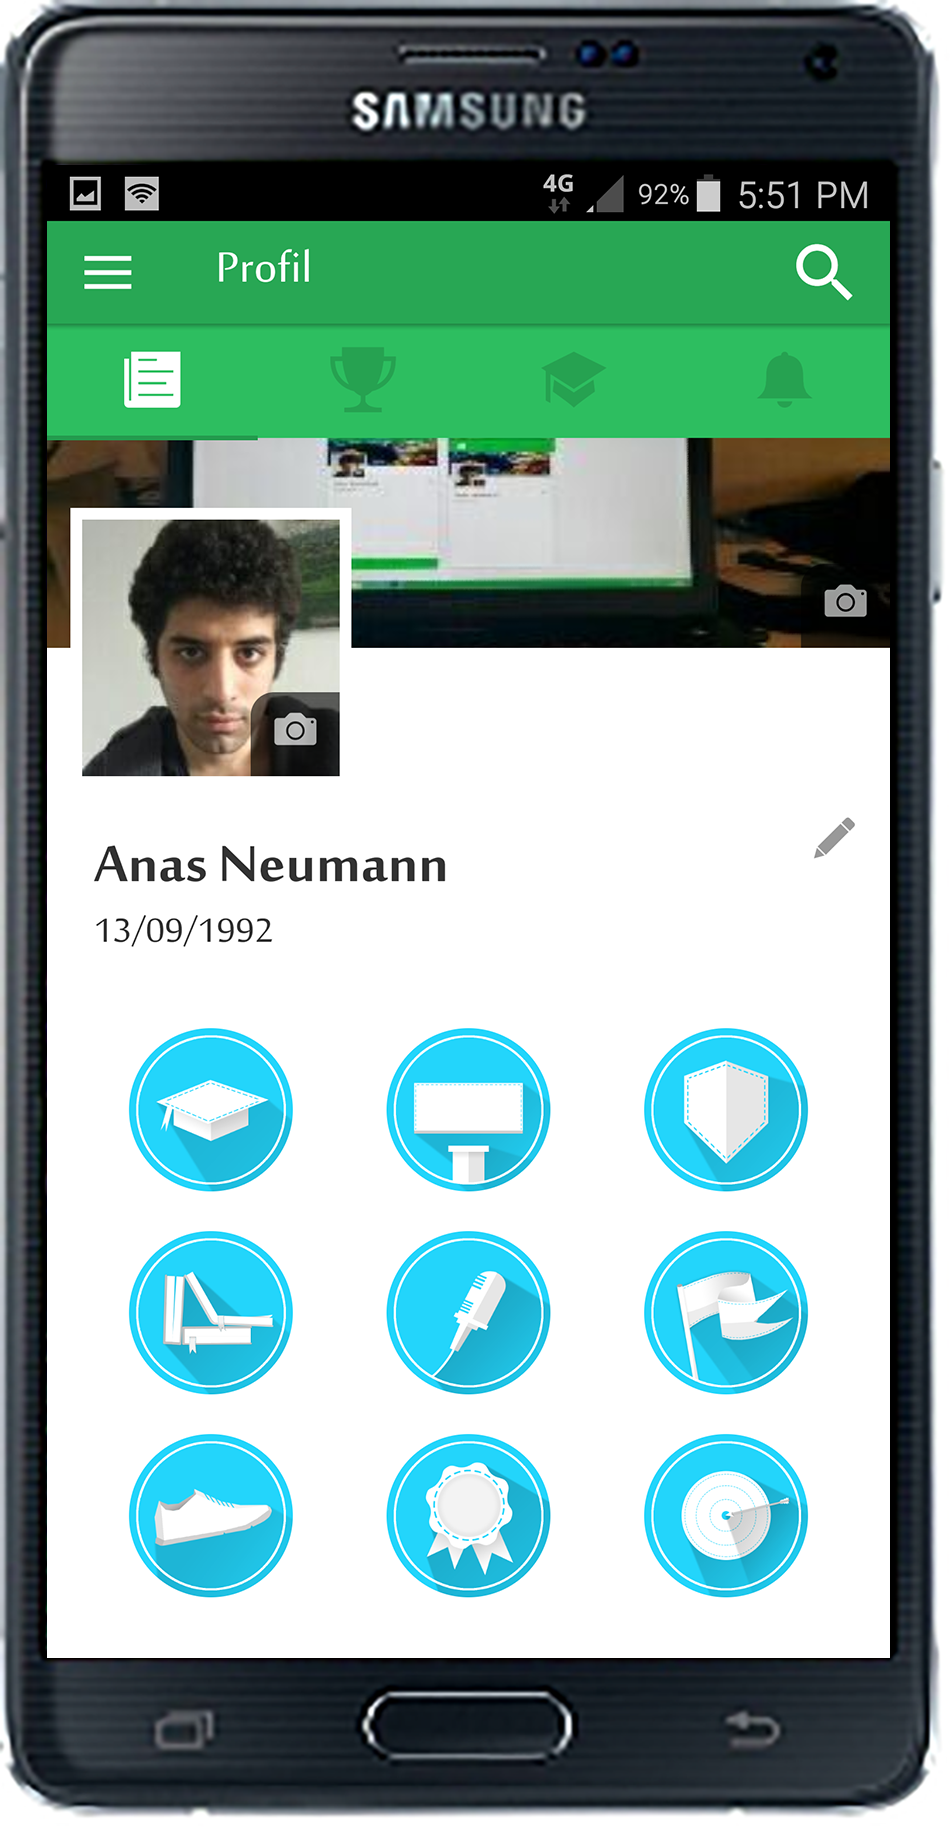 SAMSUNG
4G 92% 5:51 PM
Profil
Anas Neumann
13/09/1992